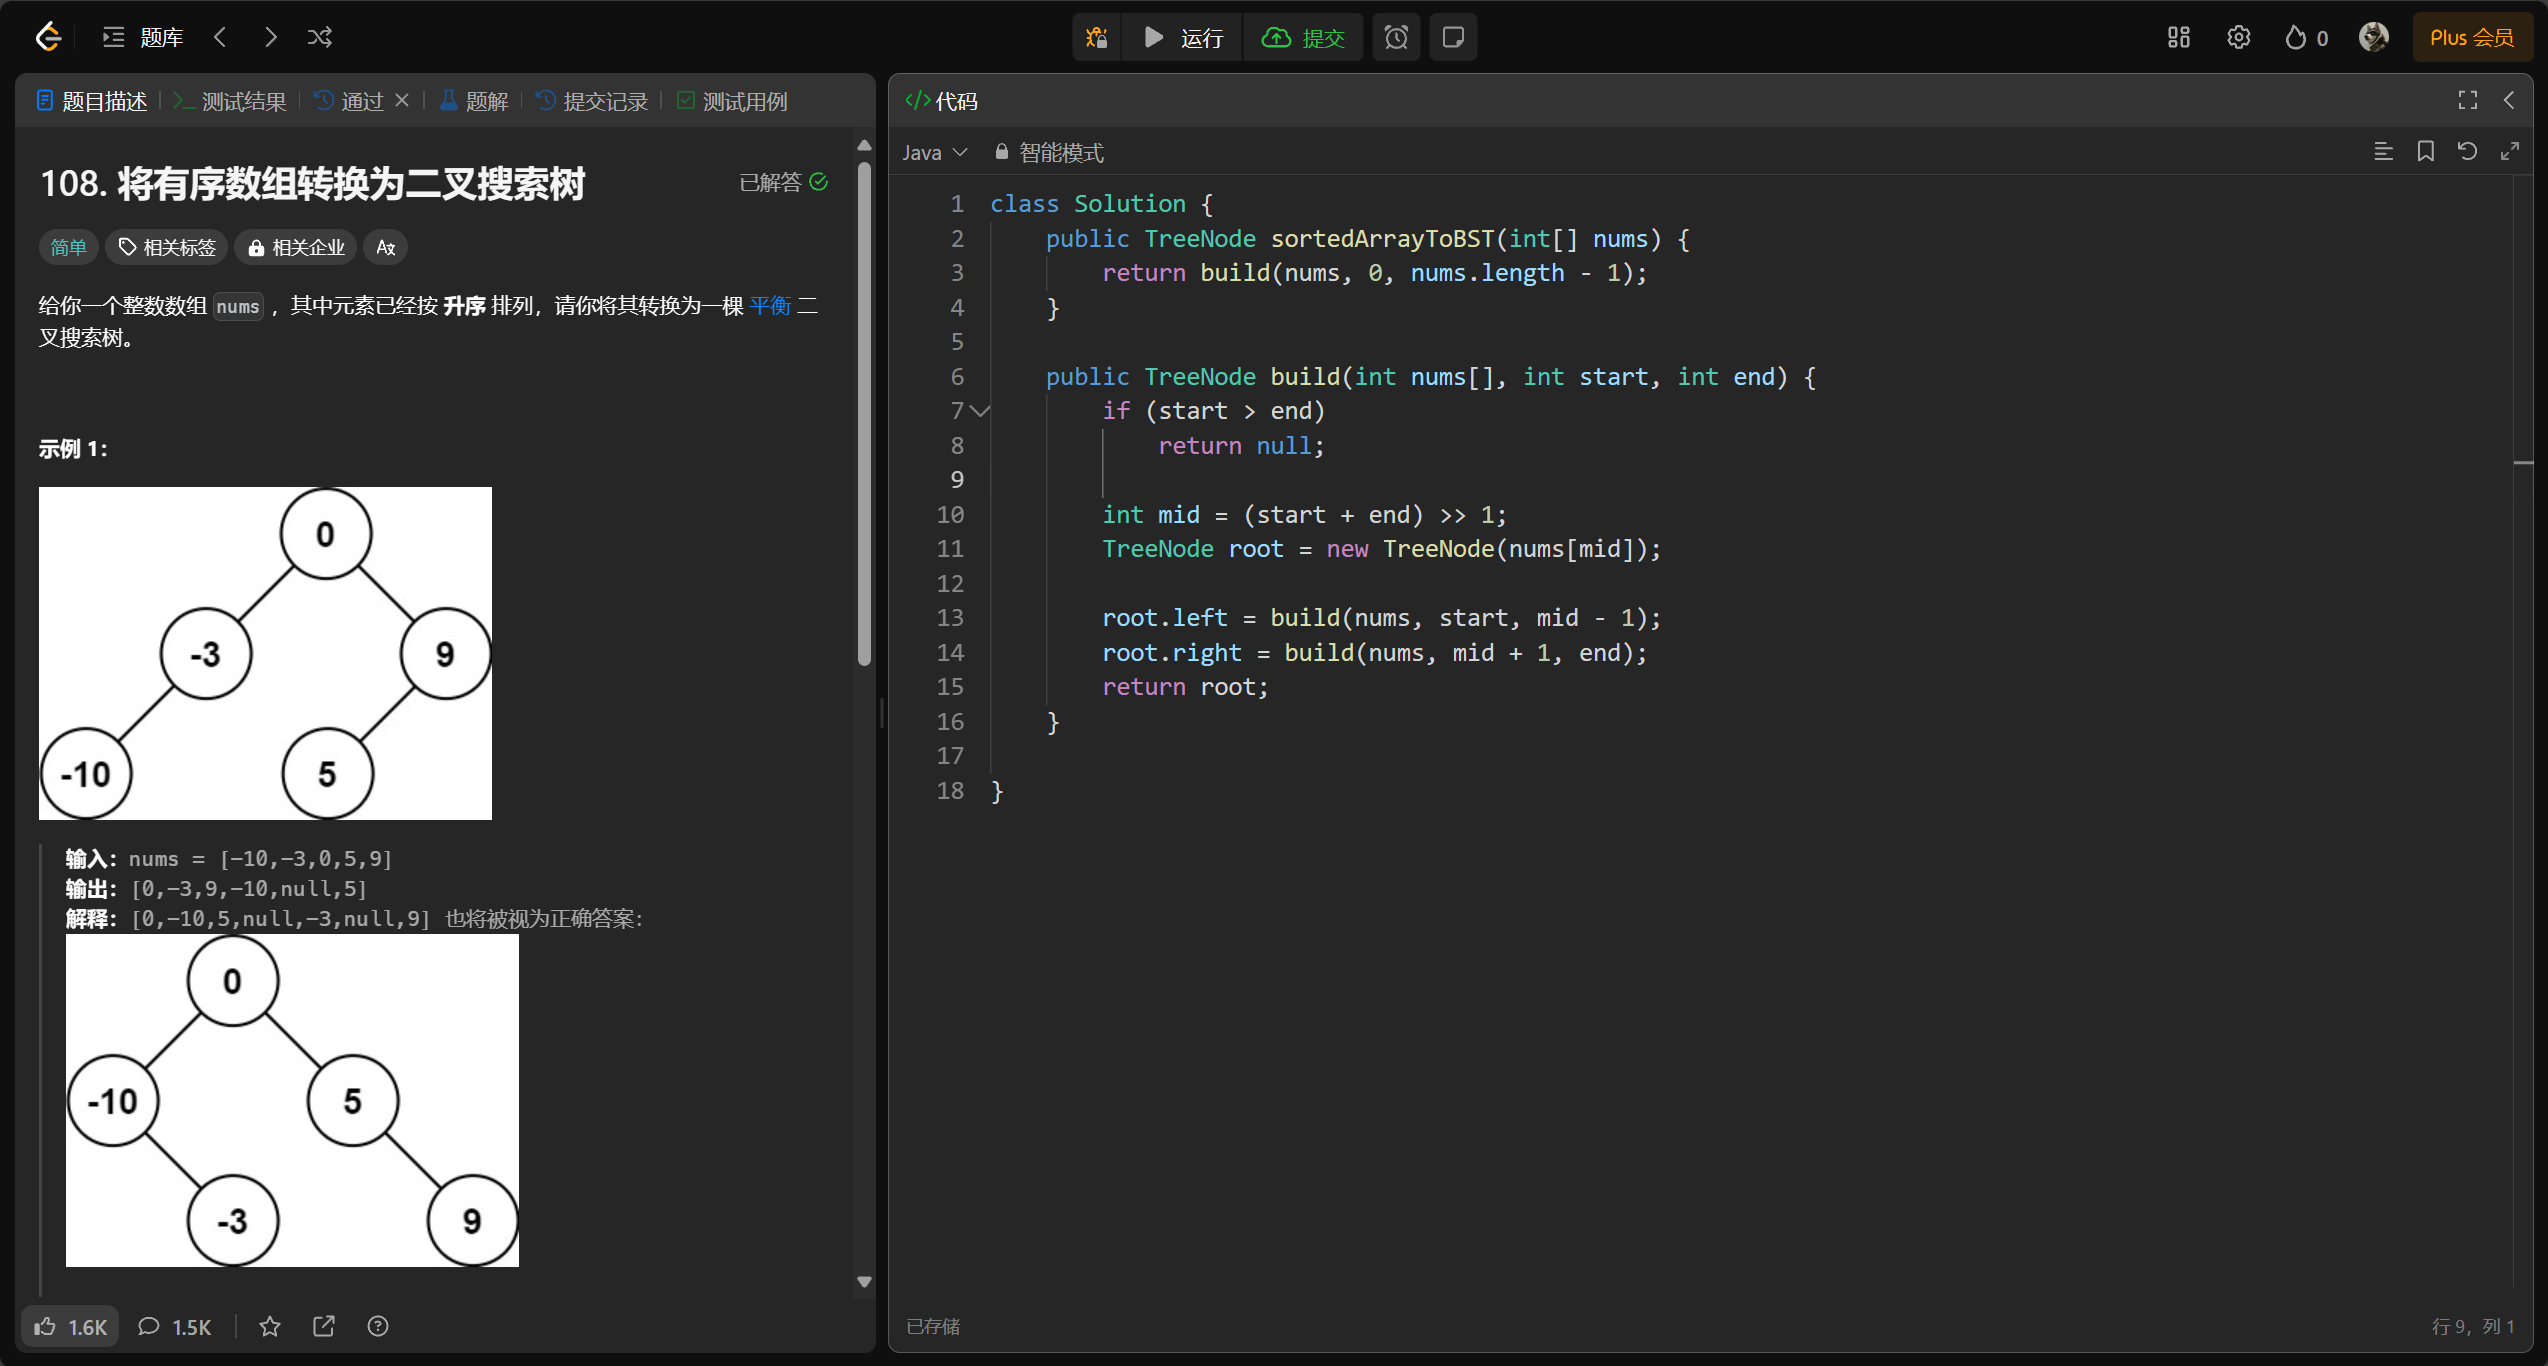 题库
运行
提交
0
Plus 会员
题目描述
测试结果
通过
题解
提交记录
测试用例
108. 将有序数组转换为二叉搜索树
已解答
简单
相关标签
相关企业
给你一个整数数组 nums ，其中元素已经按 升序 排列，请你将其转换为一棵 平衡 二
叉搜索树。
示例 1：
0
-3
9
-10
5
输入：nums = [-10,-3,0,5,9]
输出：[0,-3,9,-10,null,5]
解释：[0,-10,5,null,-3,null,9] 也将被视为正确答案：
0
-10
5
-3
9
1.6K
1.5K
</> 代码
Java
智能模式
1 class Solution {
2     public TreeNode sortedArrayToBST(int[] nums) {
3         return build(nums, 0, nums.length - 1);
4     }
5
6     public TreeNode build(int nums[], int start, int end) {
7         if (start > end)
8             return null;
9
10         int mid = (start + end) >> 1;
11         TreeNode root = new TreeNode(nums[mid]);
12
13         root.left = build(nums, start, mid - 1);
14         root.right = build(nums, mid + 1, end);
15         return root;
16     }
17
18 }
已存储
行 9，列 1